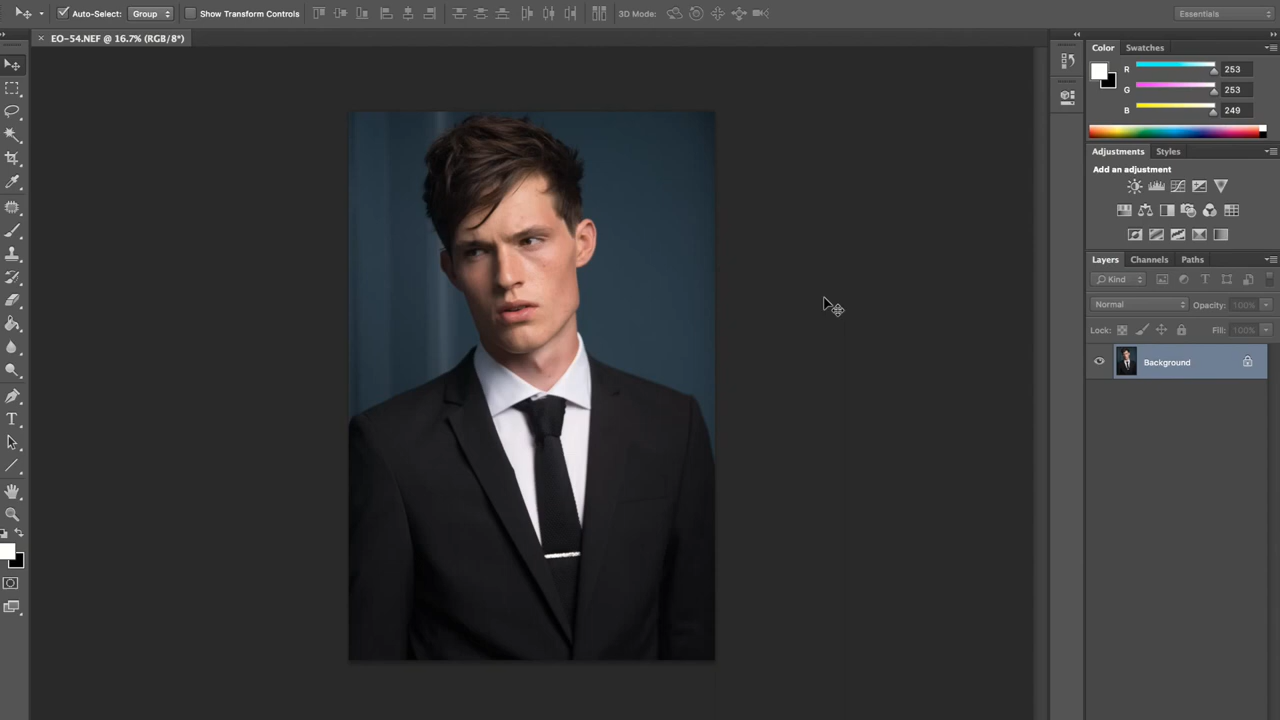 Auto-Select: Group Show Transform Controls 3D Mode: Essentials
× EO-54.NEF @ 16.7% (RGB/8*)
Color Swatches
R 253
G 253
B 249
Adjustments Styles
Add an adjustment
Layers Channels Paths
Kind T
Normal Opacity: 100%
Lock: Fill: 100%
Background
T